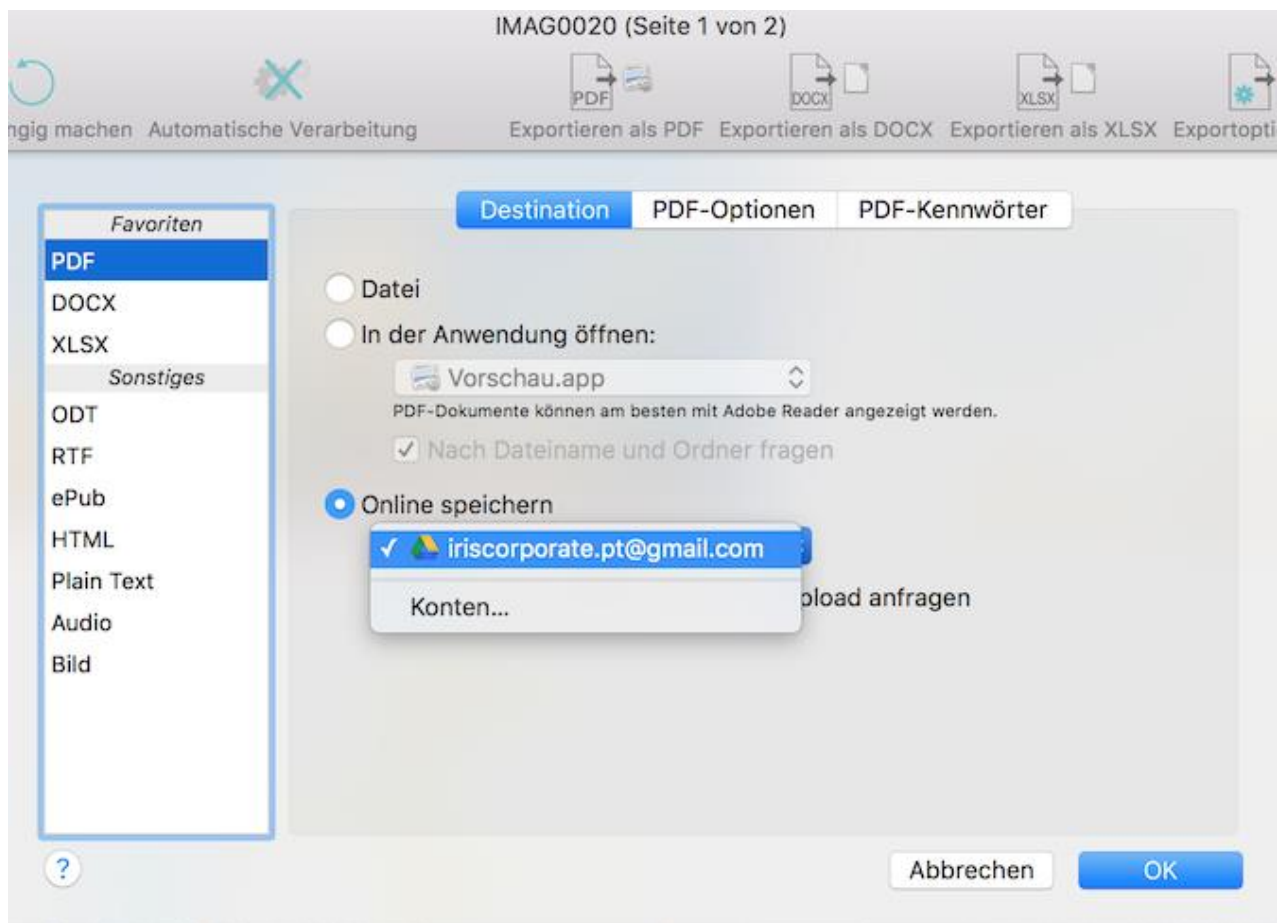 IMAG0020 (Seite 1 von 2)
PDF DOCX XLSX
ngig machen Automatische Verarbeitung Exportieren als PDF Exportieren als DOCX Exportieren als XLSX Exportopti
Destination PDF-Optionen PDF-Kennwörter
Favoriten
PDF
DOCX
XLSX
Sonstiges
ODT
RTF
ePub
HTML
Plain Text
Audio
Bild
Datei
In der Anwendung öffnen:
Vorschau.app
PDF-Dokumente können am besten mit Adobe Reader angezeigt werden.
Nach Dateiname und Ordner fragen
Online speichern
iriscorporate.pt@gmail.com
Konten...
pload anfragen
? Abbrechen OK